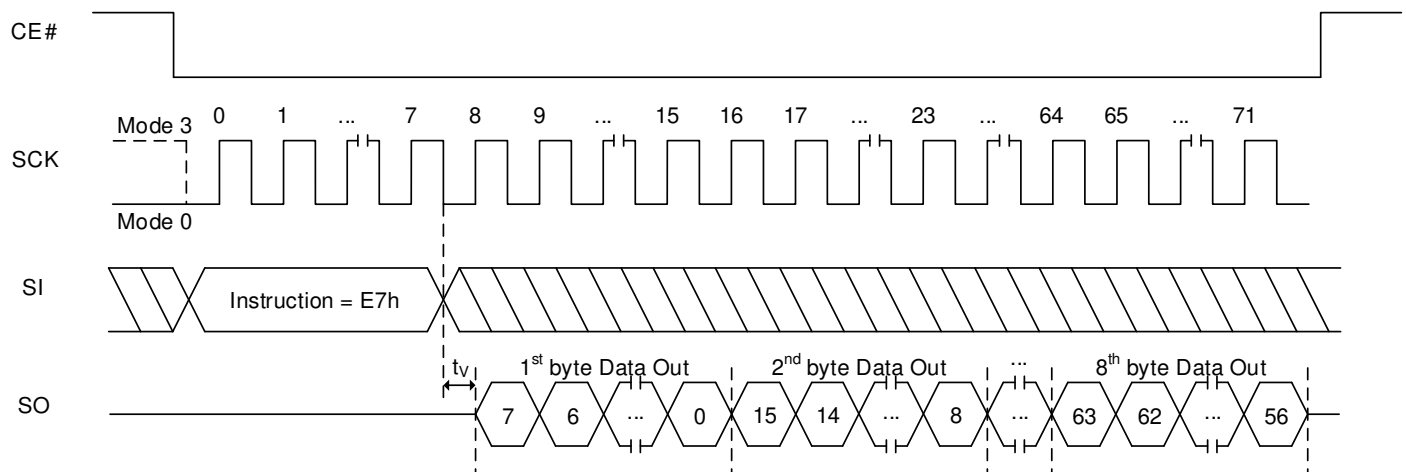 CE#
0 1 ... 7 8 9 ... 15 16 17 ... 23 ... 64 65 ... 71
Mode 3
SCK
Mode 0
SI
Instruction = E7h
tV 1st byte Data Out 2nd byte Data Out ... 8th byte Data Out
SO
7 6 ... 0 15 14 ... 8 ... 63 62 ... 56